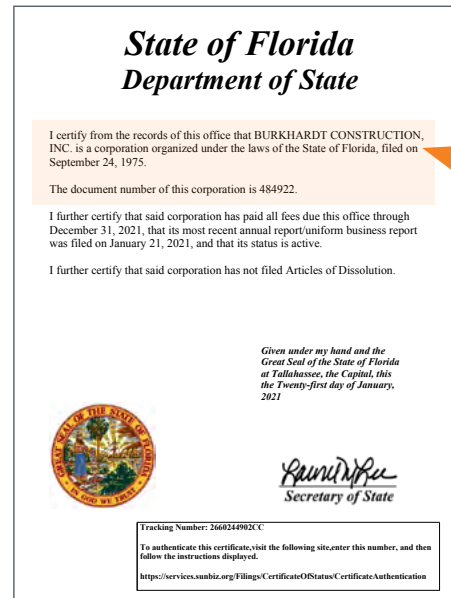 State of Florida
Department of State
I certify from the records of this office that BURKHARDT CONSTRUCTION,
INC. is a corporation organized under the laws of the State of Florida, filed on
September 24, 1975.
The document number of this corporation is 484922.
I further certify that said corporation has paid all fees due this office through
December 31, 2021, that its most recent annual report/uniform business report
was filed on January 21, 2021, and that its status is active.
I further certify that said corporation has not filed Articles of Dissolution.
Given under my hand and the
Great Seal of the State of Florida
at Tallahassee, the Capital, this
the Twenty-first day of January,
2021
GREAT SEAL OF THE STATE OF FLORIDA
IN GOD WE TRUST
Secretary of State
Tracking Number: 2660244902CC
To authenticate this certificate,visit the following site,enter this number, and then
follow the instructions displayed.
https://services.sunbiz.org/Filings/CertificateOfStatus/CertificateAuthentication